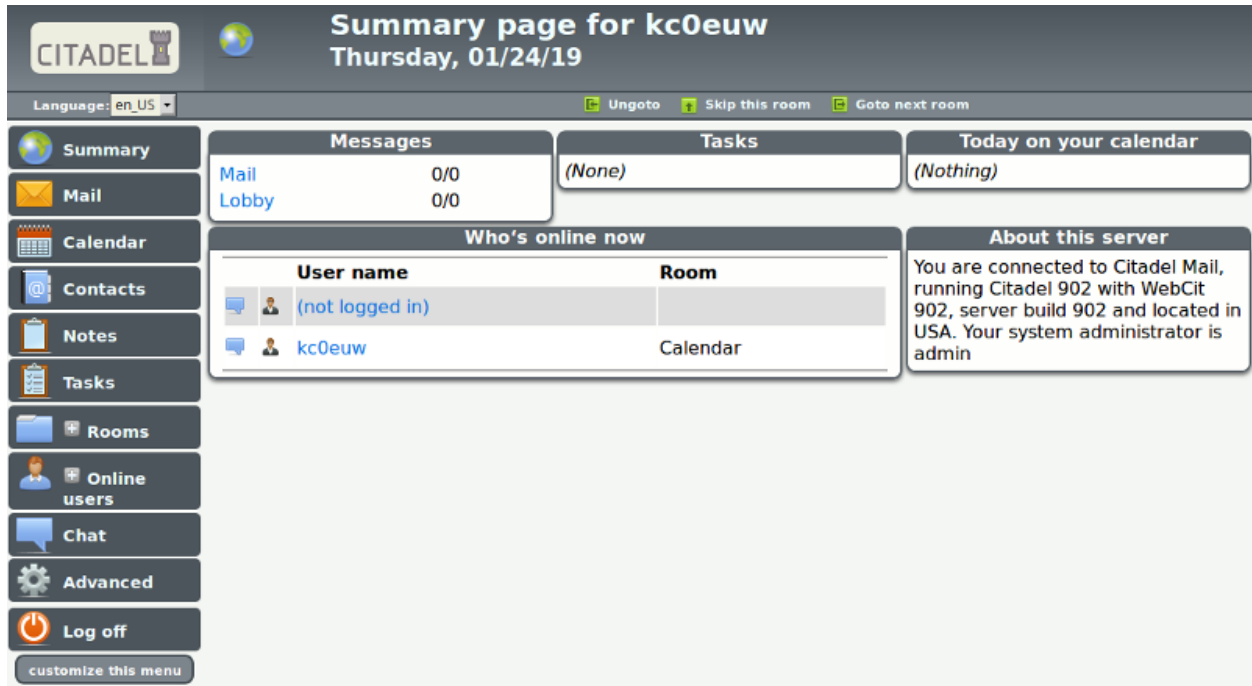 CITADEL
Summary page for kc0euw
Thursday, 01/24/19
Language: en_US
Ungoto Skip this room Goto next room
Summary
Mail
Calendar
Contacts
Notes
Tasks
Rooms
Online
users
Chat
Advanced
Log off
customize this menu
Messages
Mail 0/0
Lobby 0/0
Tasks
(None)
Today on your calendar
(Nothing)
Who's online now
User name Room
(not logged in)
kc0euw Calendar
About this server
You are connected to Citadel Mail,
running Citadel 902 with WebCit
902, server build 902 and located in
USA. Your system administrator is
admin